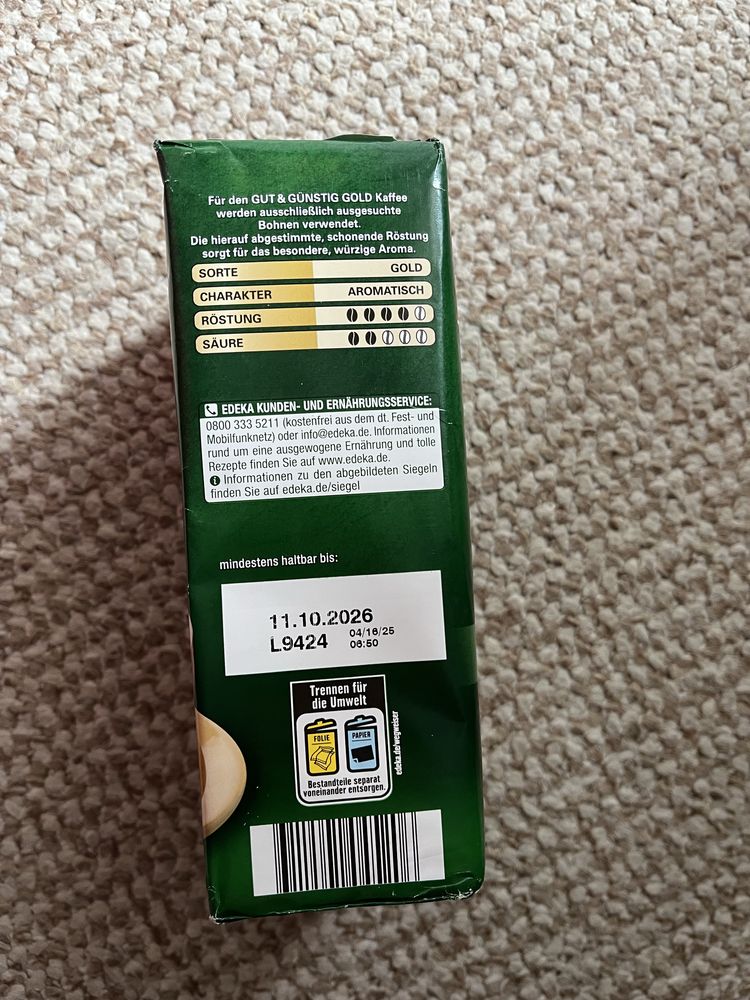 Für den GUT & GÜNSTIG GOLD Kaffee
werden ausschließlich ausgesuchte
Bohnen verwendet.
Die hierauf abgestimmte, schonende Röstung
sorgt für das besondere, würzige Aroma.
SORTE GOLD
CHARAKTER AROMATISCH
RÖSTUNG
SÄURE
EDEKA KUNDEN- UND ERNÄHRUNGSSERVICE:
0800 333 5211 (kostenfrei aus dem dt. Fest- und
Mobilfunknetz) oder info@edeka.de. Informationen
rund um eine ausgewogene Ernährung und tolle
Rezepte finden Sie auf www.edeka.de.
i Informationen zu den abgebildeten Siegeln
finden Sie auf edeka.de/siegel
mindestens haltbar bis:
11.10.2026
L9424 04/16/25
06:50
Trennen für
die Umwelt
FOLIE PAPIER
Bestandteile separat
voneinander entsorgen.
edeka.de/wegweiser